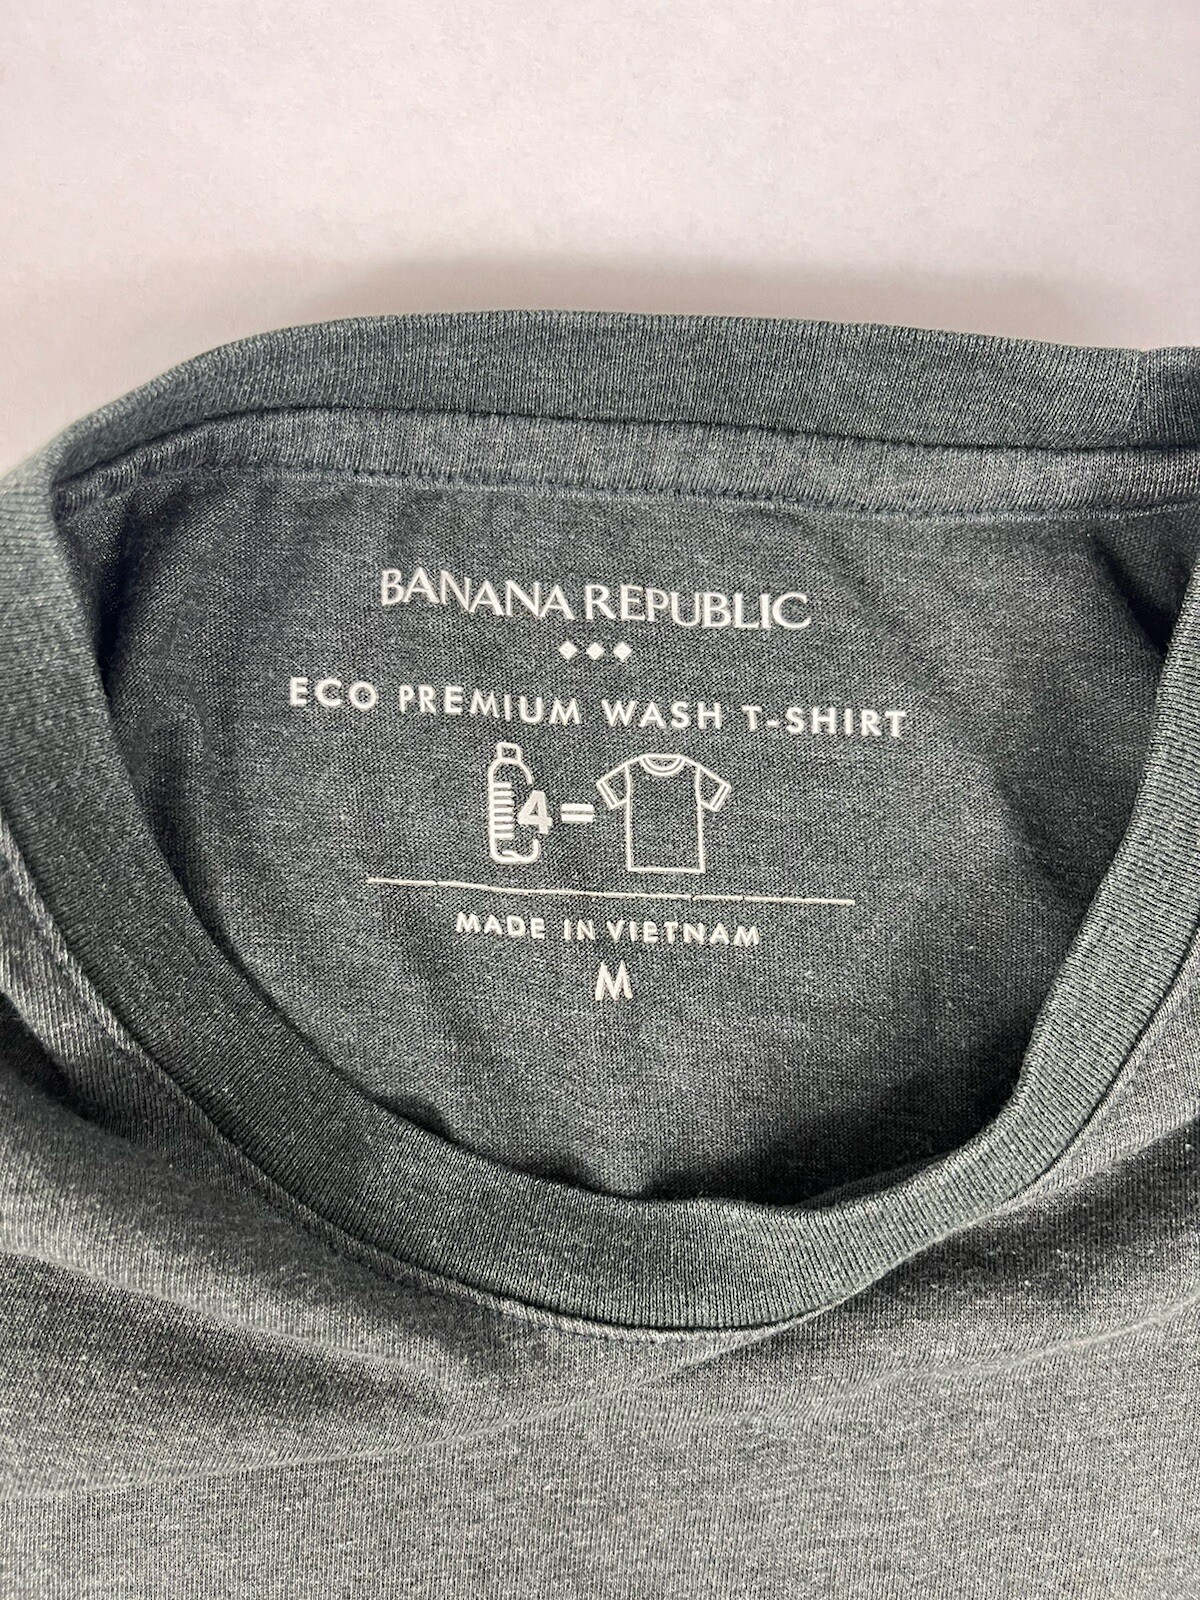 BANANA REPUBLIC
ECO PREMIUM WASH T-SHIRT
4=
MADE IN VIETNAM
M